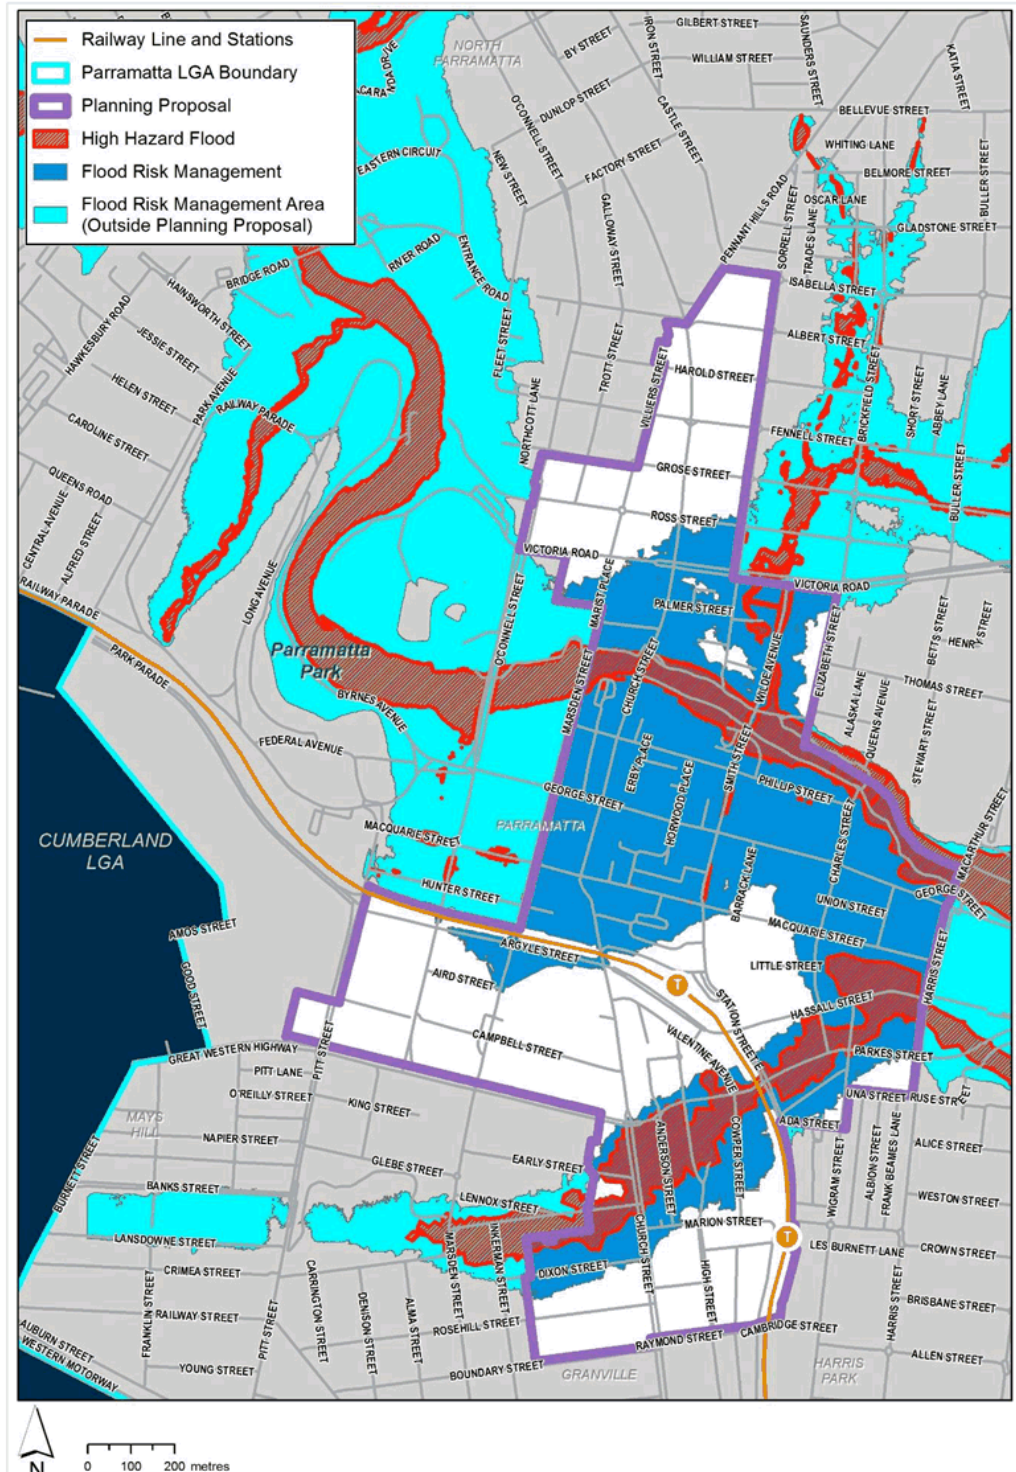 Railway Line and Stations
Parramatta LGA Boundary
Planning Proposal
High Hazard Flood
Flood Risk Management
Flood Risk Management Area
(Outside Planning Proposal)
NORTH
PARRAMATTA
BY STREET
IRON STREET
GILBERT STREET
WILLIAM STREET
SAUNDERS STREET
KATIA STREET
O'CONNELL STREET
DUNLOP STREET
CASTLE STREET
BELLEVUE STREET
WHITING LANE
BELMORE STREET
EASTERN CIRCUIT
NEW STREET
FACTORY STREET
BULLER STREET
OSCAR LANE
GLADSTONE STREET
PENNANT HILLS ROAD
SORRELL STREET
TRADES LANE
GALLOWAY STREET
RIVER ROAD
ENTRANCE ROAD
BRIDGE ROAD
ISABELLA STREET
HAINSWORTH STREET
HAWKESBURY ROAD
JESSIE STREET
FLEET STREET
TROTT STREET
VILLIERS STREET
ALBERT STREET
HAROLD STREET
BRICKFIELD STREET
SHORT STREET
ABBEY LANE
HELEN STREET
PARK AVENUE
RAILWAY PARADE
NORTHCOTT LANE
CAROLINE STREET
FENNELL STREET
GROSE STREET
BULLER STREET
QUEENS ROAD
CENTRAL AVENUE
ALFRED STREET
ROSS STREET
VICTORIA ROAD
VICTORIA ROAD
RAILWAY PARADE
LONG AVENUE
O'CONNELL STREET
MARIST PLACE
PALMER STREET
ELIZABETH STREET
BETTS STREET
HENRY STREET
PARK PARADE
Parramatta
Park
BYRNES AVENUE
MARSDEN STREET
CHURCH STREET
WILDE AVENUE
ALASKA LANE
QUEENS AVENUE
THOMAS STREET
STEWART STREET
FEDERAL AVENUE
ERBY PLACE
HORWOOD PLACE
SMITH STREET
PHILLIP STREET
GEORGE STREET
PARRAMATTA
MACQUARIE STREET
CHARLES STREET
MACARTHUR STREET
CUMBERLAND
LGA
HUNTER STREET
BARRACK LANE
UNION STREET
GEORGE STREET
AMOS STREET
ARGYLE STREET
MACQUARIE STREET
HARRIS STREET
GOOD STREET
AIRD STREET
T
LITTLE STREET
STATION STREET E
HASSALL STREET
CAMPBELL STREET
VALENTINE AVENUE
PARKES STREET
GREAT WESTERN HIGHWAY
PITT STREET
PITT LANE
O'REILLY STREET
KING STREET
UNA STREET
RUSE STREET
MAYS
HILL
NAPIER STREET
ANDERSON STREET
COWPER STREET
ADA STREET
WIGRAM STREET
ALBION STREET
FRANK BEAMES LANE
ALICE STREET
BURNETT STREET
GLEBE STREET
EARLY STREET
BANKS STREET
LENNOX STREET
WESTON STREET
LANSDOWNE STREET
MARSDEN STREET
INKERMAN STREET
CHURCH STREET
MARION STREET
T
LES BURNETT LANE
CROWN STREET
CRIMEA STREET
DIXON STREET
HIGH STREET
FRANKLIN STREET
PITT STREET
CARRINGTON STREET
DENISON STREET
ALMA STREET
HARRIS STREET
BRISBANE STREET
RAILWAY STREET
ROSEHILL STREET
AUBURN STREET
WESTERN MOTORWAY
RAYMOND STREET
CAMBRIDGE STREET
YOUNG STREET
BOUNDARY STREET
GRANVILLE
HARRIS
PARK
ALLEN STREET
N
0 100 200 metres